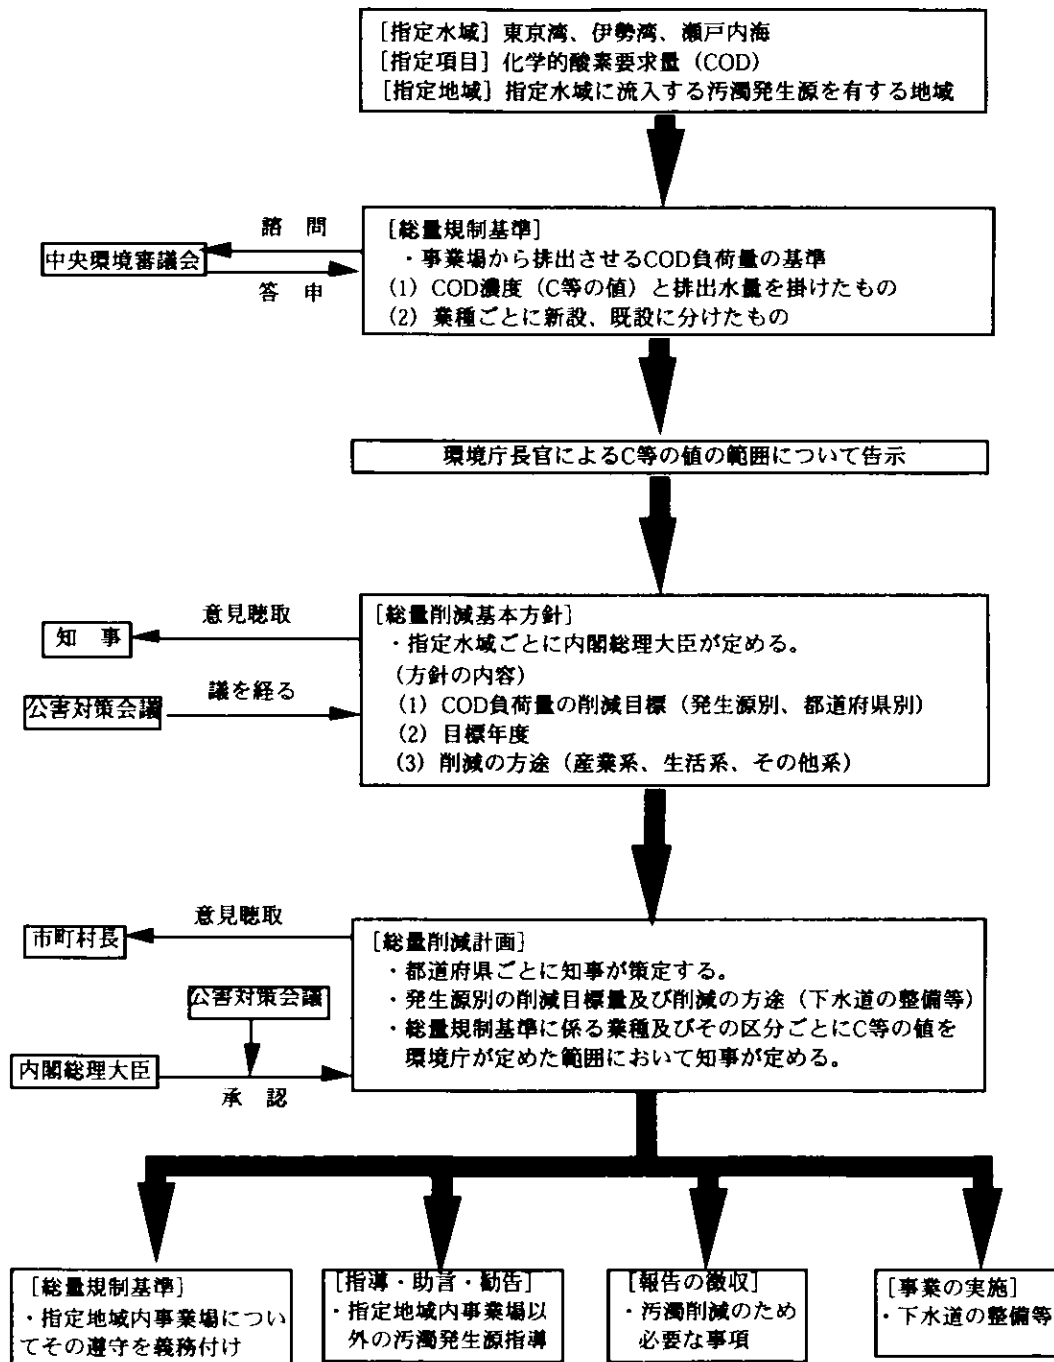 [指定水域] 東京湾、伊勢湾、瀬戸内海
[指定項目] 化学的酸素要求量 (COD)
[指定地域] 指定水域に流入する汚濁発生源を有する地域
諮 問
中央環境審議会
答 申
[総量規制基準]
・事業場から排出させるCOD負荷量の基準
(1) COD濃度 (C等の値) と排出水量を掛けたもの
(2) 業種ごとに新設、既設に分けたもの
環境庁長官によるC等の値の範囲について告示
意見聴取
知 事
議を経る
公害対策会議
[総量削減基本方針]
・指定水域ごとに内閣総理大臣が定める。
(方針の内容)
(1) COD負荷量の削減目標 (発生源別、都道府県別)
(2) 目標年度
(3) 削減の方途 (産業系、生活系、その他系)
意見聴取
市町村長
公害対策会議
内閣総理大臣
承 認
[総量削減計画]
・都道府県ごとに知事が策定する。
・発生源別の削減目標量及び削減の方途 (下水道の整備等)
・総量規制基準に係る業種及びその区分ごとにC等の値を
環境庁が定めた範囲において知事が定める。
[総量規制基準]
・指定地域内事業場につい
てその遵守を義務付け
[指導・助言・勧告]
・指定地域内事業場以
外の汚濁発生源指導
[報告の徴収]
・汚濁削減のため
必要な事項
[事業の実施]
・下水道の整備等